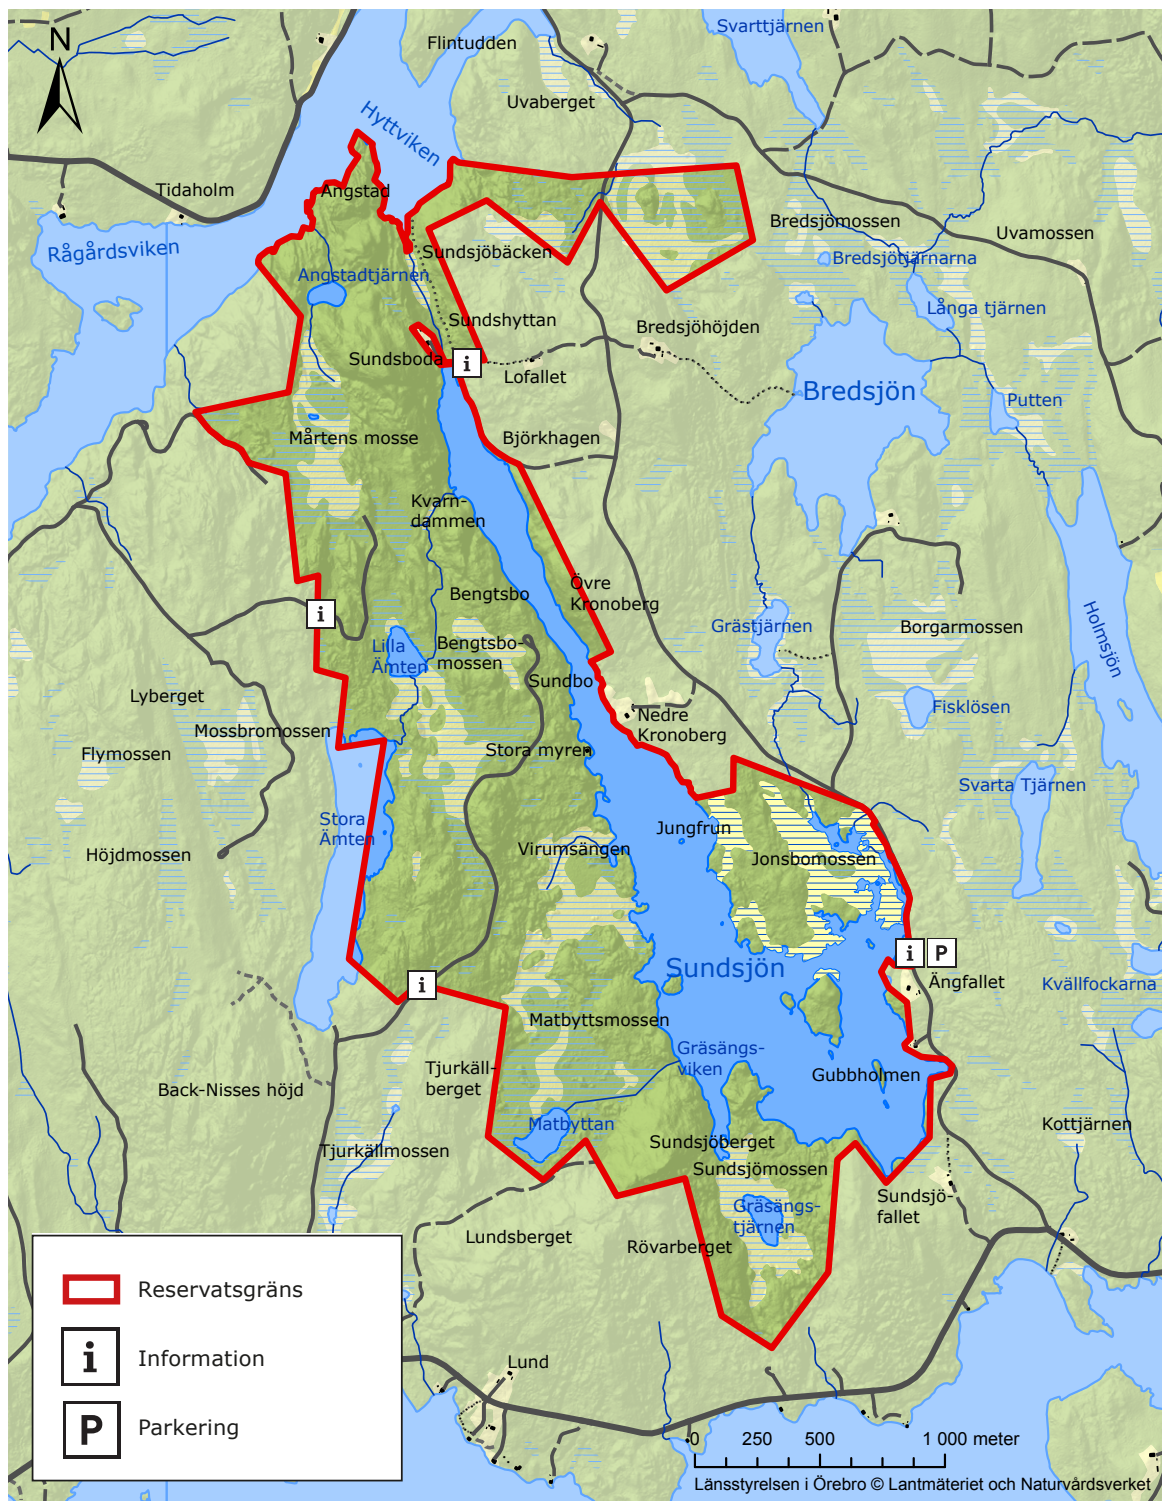 N
Svarttjärnen
Flintudden
Uvaberget
Hyttviken
Tidaholm
Angstad
Rågårdsviken
Bredsjömossen
Uvamossen
Sundsjöbäcken
Bredsjötjärnarna
Angstadtjärnen
Långa tjärnen
Sundshyttan
Bredsjöhöjden
Sundsboda
i
Lofallet
Bredsjön
Putten
Mårtens mosse
Björkhagen
Kvarn-
dammen
Övre
Kronoberg
Bengtsbo
i
Grästjärnen
Borgarmossen
Holmsjön
Lilla
Ämten
Bengtsbo-
mossen
Sundbo
Lyberget
Fisklösen
Mossbromossen
Nedre
Kronoberg
Flymossen
Stora myren
Svarta Tjärnen
Stora
Ämten
Jungfrun
Höjdmossen
Virumsängen
Jonsbomossen
i P
Sundsjön
Ängfallet
Kvällfockarna
i
Matbyttsmossen
Gräsängs-
viken
Tjurkäll-
berget
Gubbholmen
Back-Nisses höjd
Matbyttan
Kottjärnen
Tjurkällmossen
Sundsjöberget
Sundsjömossen
Gräsängs-
tjärnen
Sundsjö-
fallet
Lundsberget
Rövarberget
Reservatsgräns
i Information
P Parkering
Lund
0 250 500 1 000 meter
Länsstyrelsen i Örebro © Lantmäteriet och Naturvårdsverket